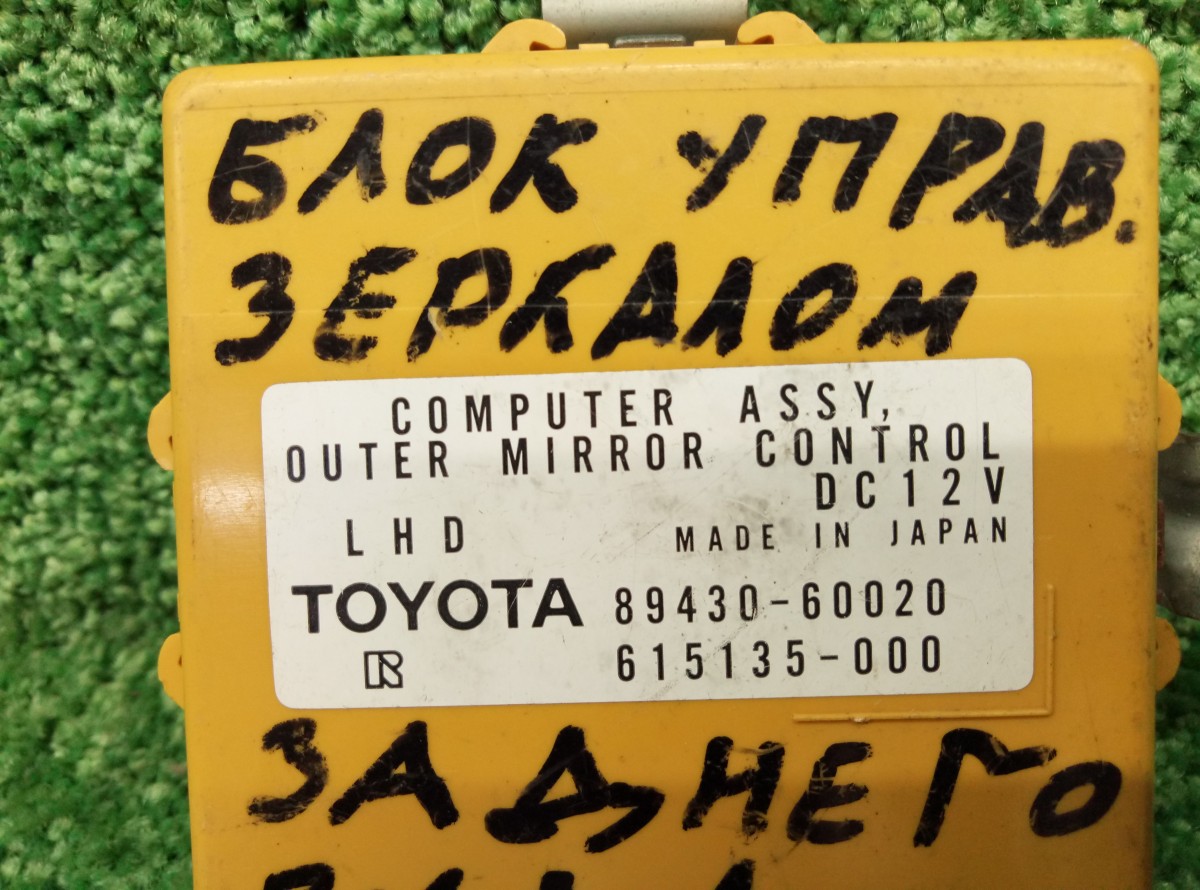 БЛОК УПРАВ.
ЗЕРКАЛОМ
COMPUTER ASSY,
OUTER MIRROR CONTROL
DC12V
LHD MADE IN JAPAN
TOYOTA 89430-60020
R 615135-000
ЗАДНЕГО